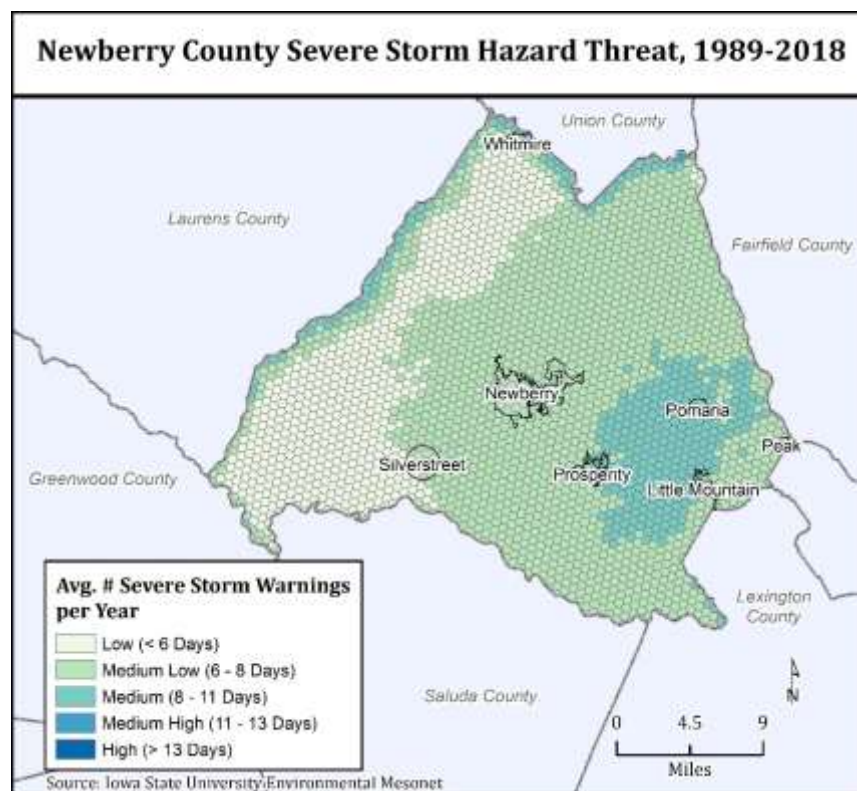 Newberry County Severe Storm Hazard Threat, 1989-2018
Union County
Whitmire
Laurens County
Fairfield County
Newberry
Pomaria
Peak
Silverstreet
Prosperity
Little Mountain
Greenwood County
Avg. # Severe Storm Warnings
per Year
Low (< 6 Days)
Medium Low (6 - 8 Days)
Medium (8 - 11 Days)
Medium High (11 - 13 Days)
High (> 13 Days)
Lexington
County
Saluda County
N
0 4.5 9
Miles
Source: Iowa State University Environmental Mesonet